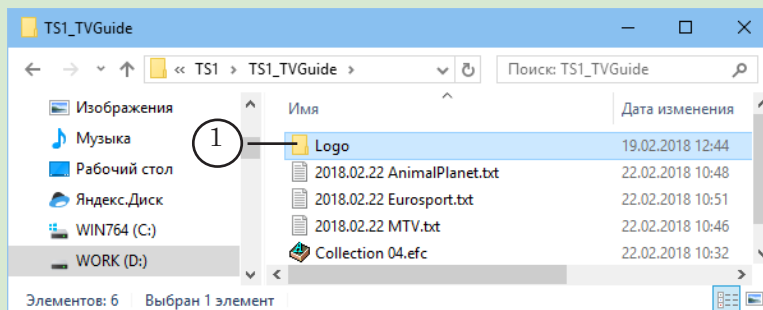 TS1_TVGuide
« TS1 › TS1_TVGuide ›
Поиск: TS1_TVGuide
Изображения
Музыка
Рабочий стол
Яндекс.Диск
WIN764 (C:)
WORK (D:)
Имя
Дата изменения
1
Logo 19.02.2018 12:44
2018.02.22 AnimalPlanet.txt 22.02.2018 10:48
2018.02.22 Eurosport.txt 22.02.2018 10:51
2018.02.22 MTV.txt 22.02.2018 10:46
Collection 04.efc 22.02.2018 10:32
Элементов: 6 Выбран 1 элемент